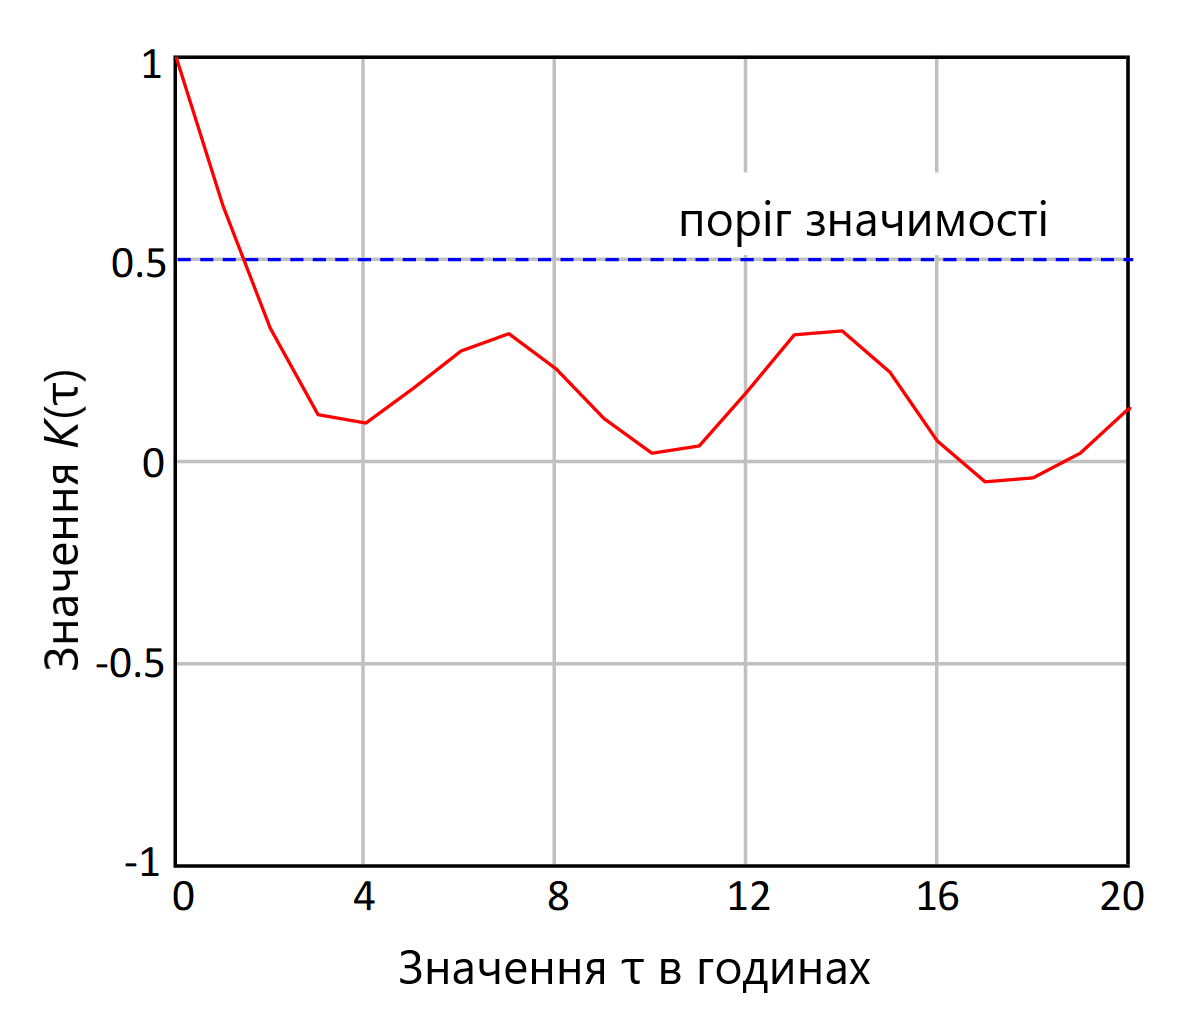 1
поріг значимості
0.5
0
-0.5
-1
Значення K(τ)
0 4 8 12 16 20
Значення τ в годинах